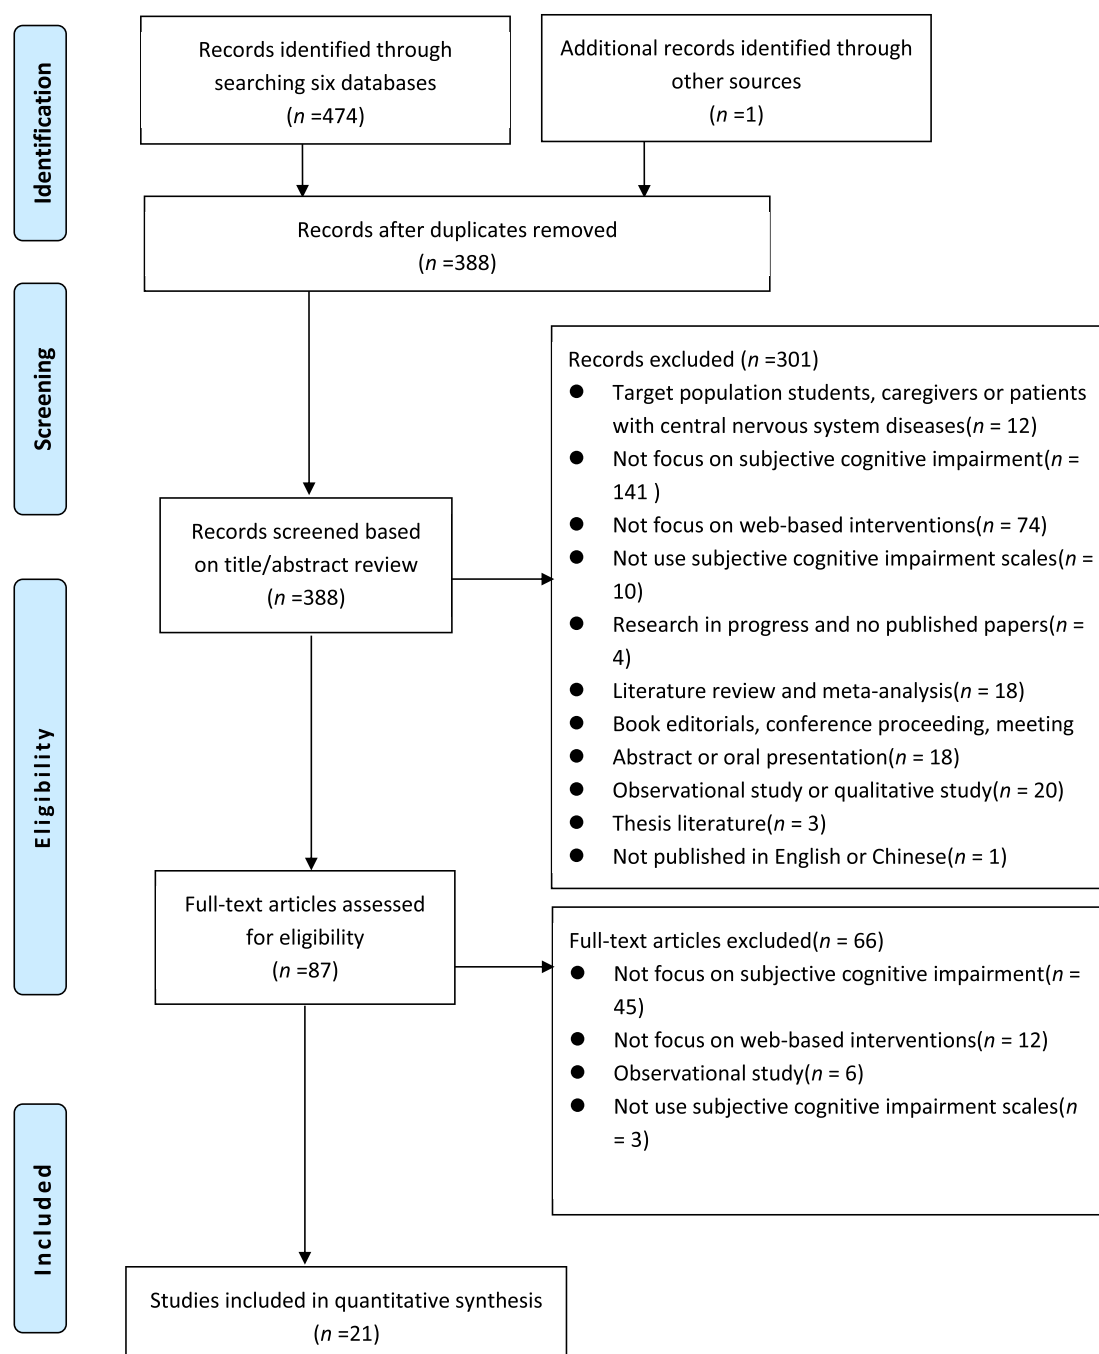 Identification
Records identified through
searching six databases
(n =474)
Additional records identified through
other sources
(n =1)
Records after duplicates removed
(n =388)
Screening
Records screened based
on title/abstract review
(n =388)
Records excluded (n =301)
● Target population students, caregivers or patients
with central nervous system diseases(n = 12)
● Not focus on subjective cognitive impairment(n =
141 )
● Not focus on web-based interventions(n = 74)
● Not use subjective cognitive impairment scales(n =
10)
● Research in progress and no published papers(n =
4)
● Literature review and meta-analysis(n = 18)
● Book editorials, conference proceeding, meeting
● Abstract or oral presentation(n = 18)
● Observational study or qualitative study(n = 20)
● Thesis literature(n = 3)
● Not published in English or Chinese(n = 1)
Eligibility
Full-text articles assessed
for eligibility
(n =87)
Full-text articles excluded(n = 66)
● Not focus on subjective cognitive impairment(n =
45)
● Not focus on web-based interventions(n = 12)
● Observational study(n = 6)
● Not use subjective cognitive impairment scales(n
= 3)
Included
Studies included in quantitative synthesis
(n =21)